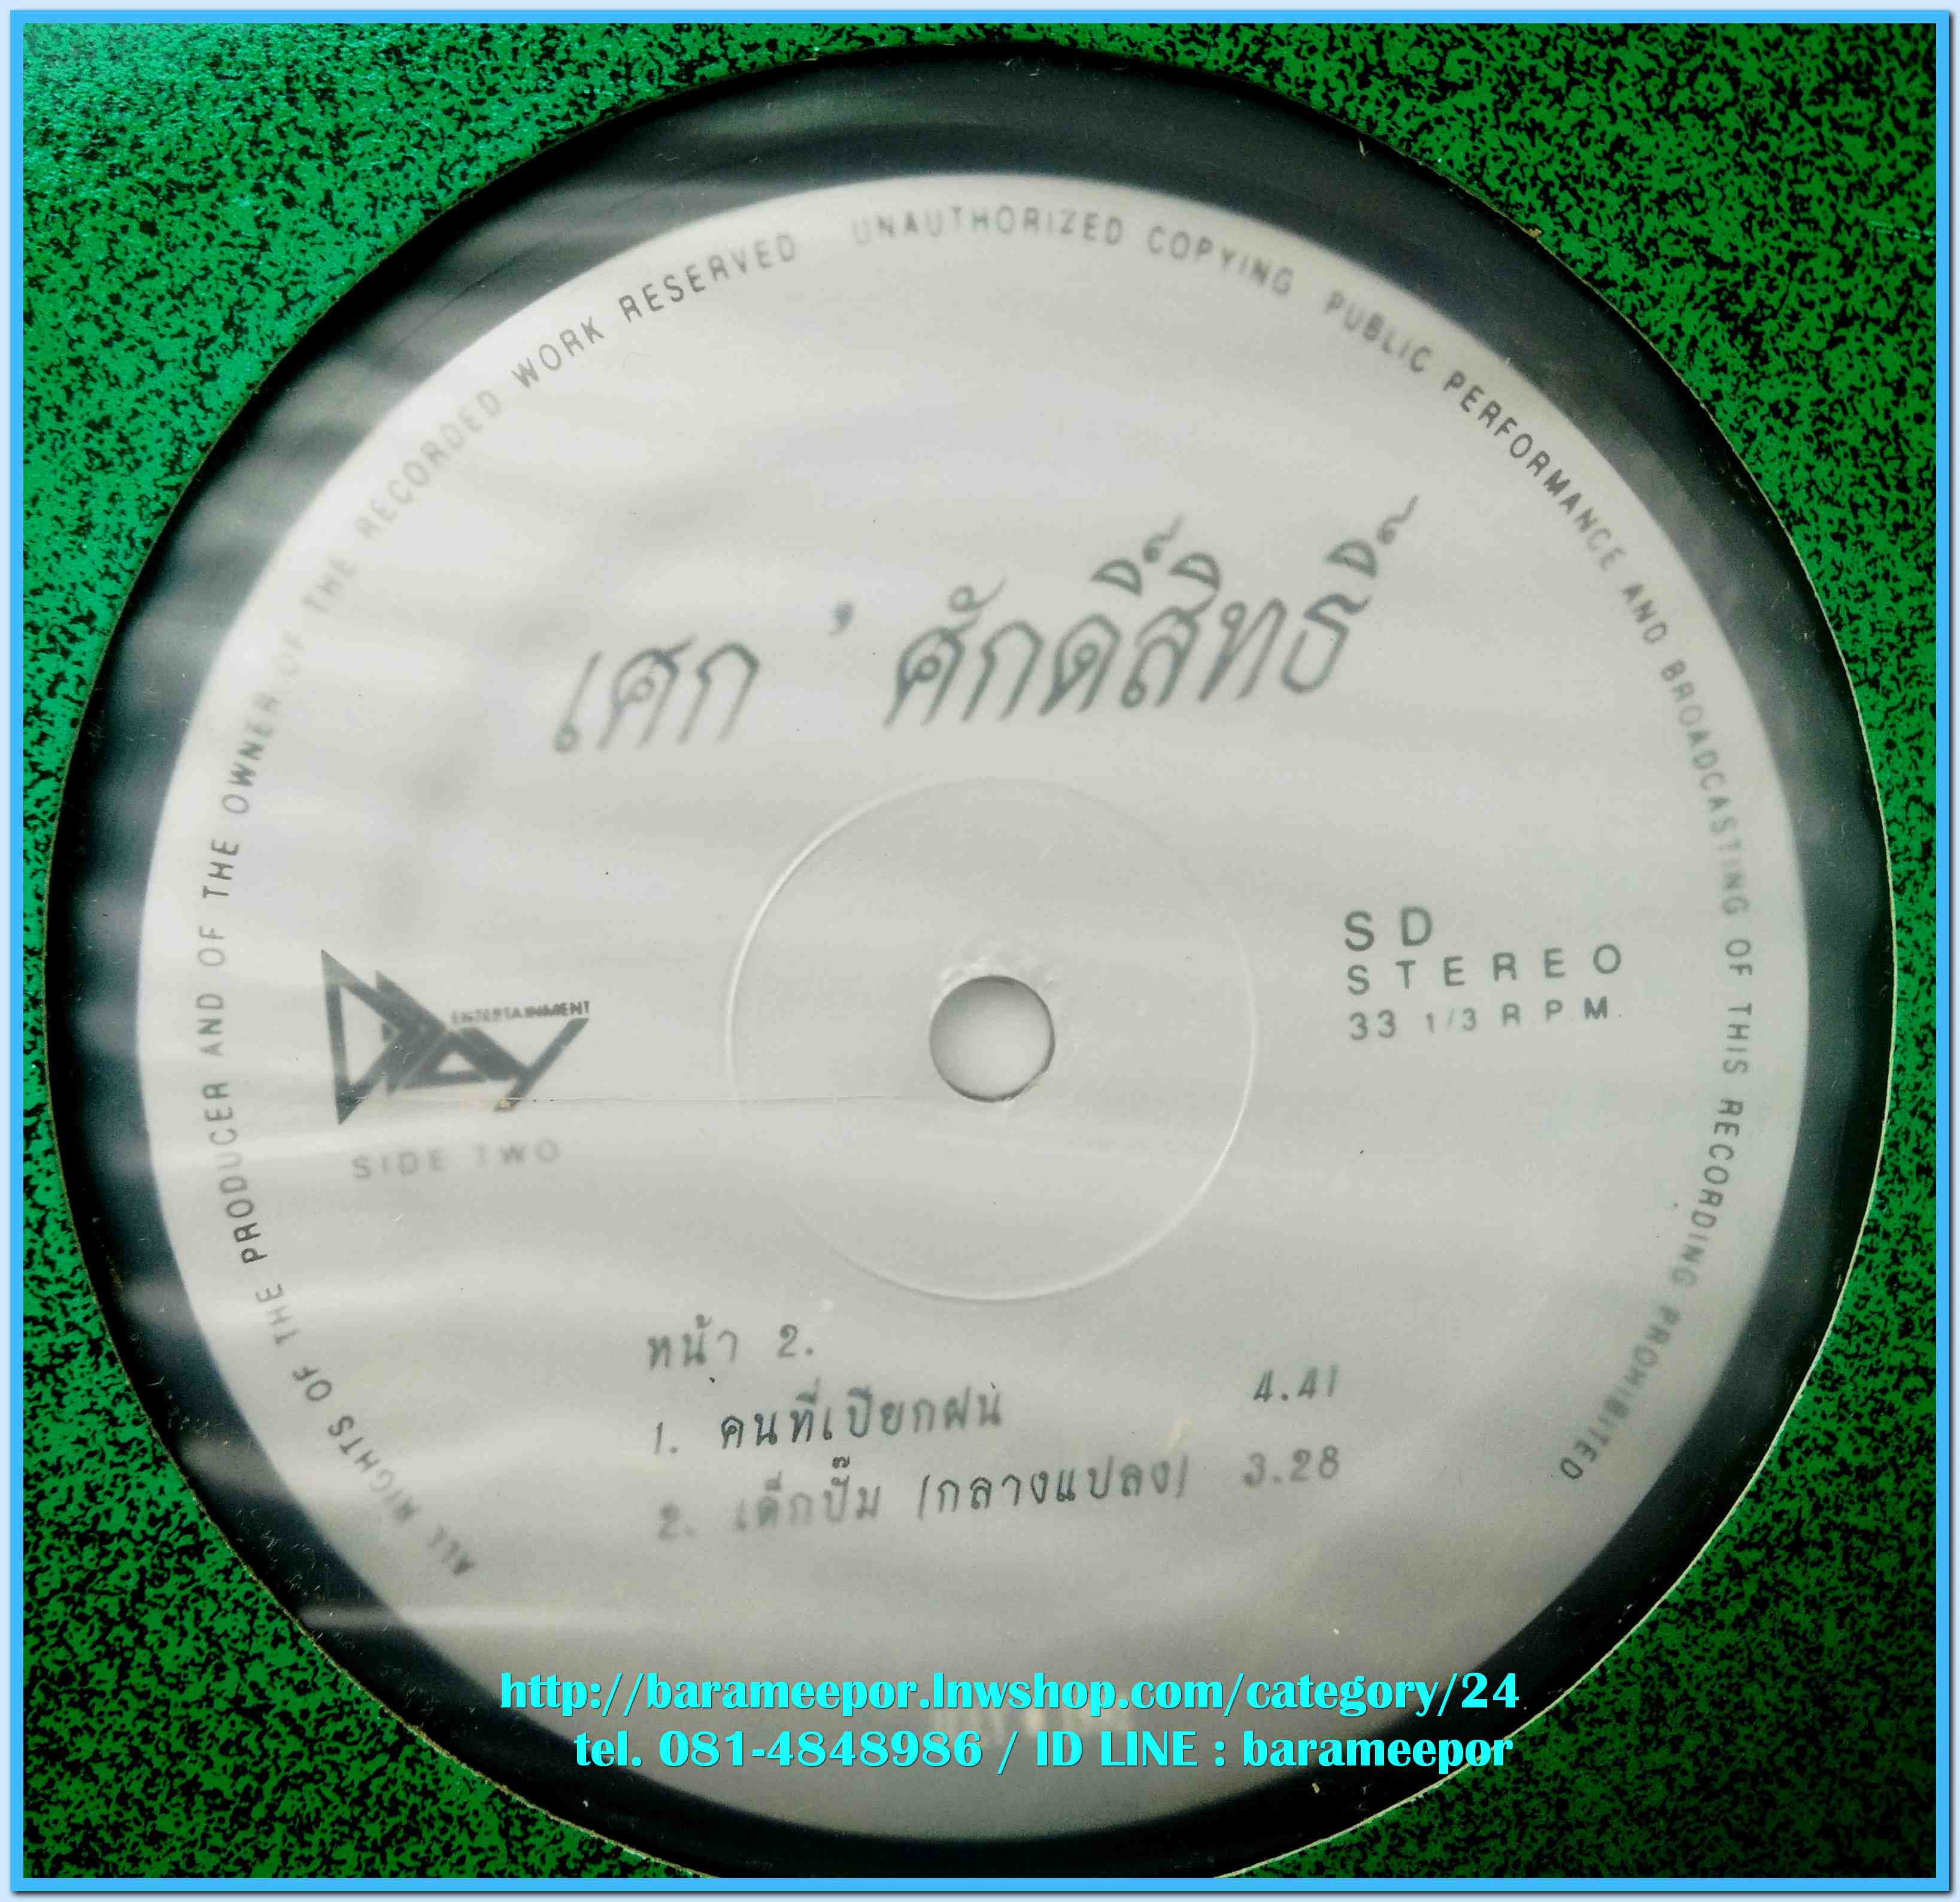 ALL RIGHTS OF THE PRODUCER AND OF THE OWNER OF THE RECORDED WORK RESERVED UNAUTHORIZED COPYING PUBLIC PERFORMANCE AND BROADCASTING OF THIS RECORDING PROHIBITED
เศก ' ศักดิ์สิทธิ์
ENTERTAINMENT
SIDE TWO
S D
STEREO
33 1/3 R.P.M.
หน้า 2.
1. คนที่เปียกฝน 4.41
2. เด็กปั๊ม (กลางแปลง) 3.28
http://barameepor.lnwshop.com/category/24
tel. 081-4848986 / ID LINE : barameepor